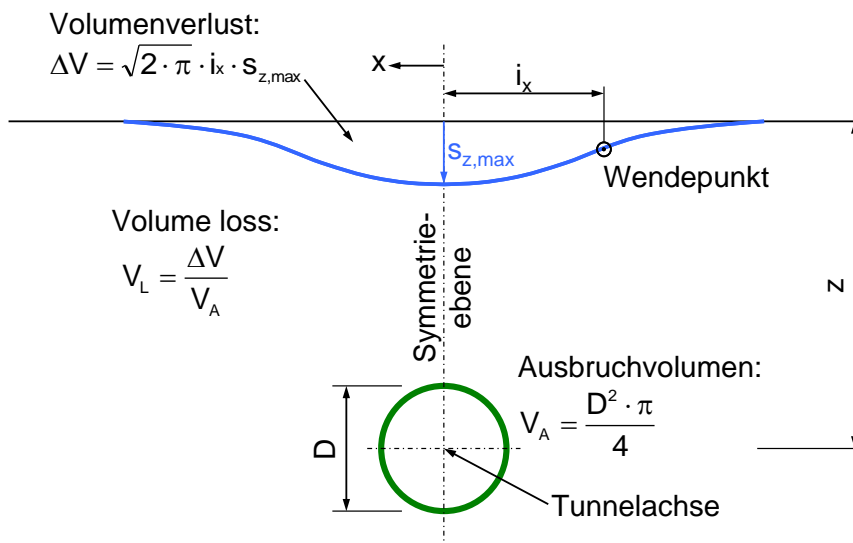 Volumenverlust:
ΔV = √2 · π · iₓ · s_z,max
x
iₓ
s_z,max
Wendepunkt
Volume loss:
V_L = ΔV / V_A
Symmetrie-
ebene
z
Ausbruchvolumen:
V_A = D² · π / 4
D
Tunnelachse